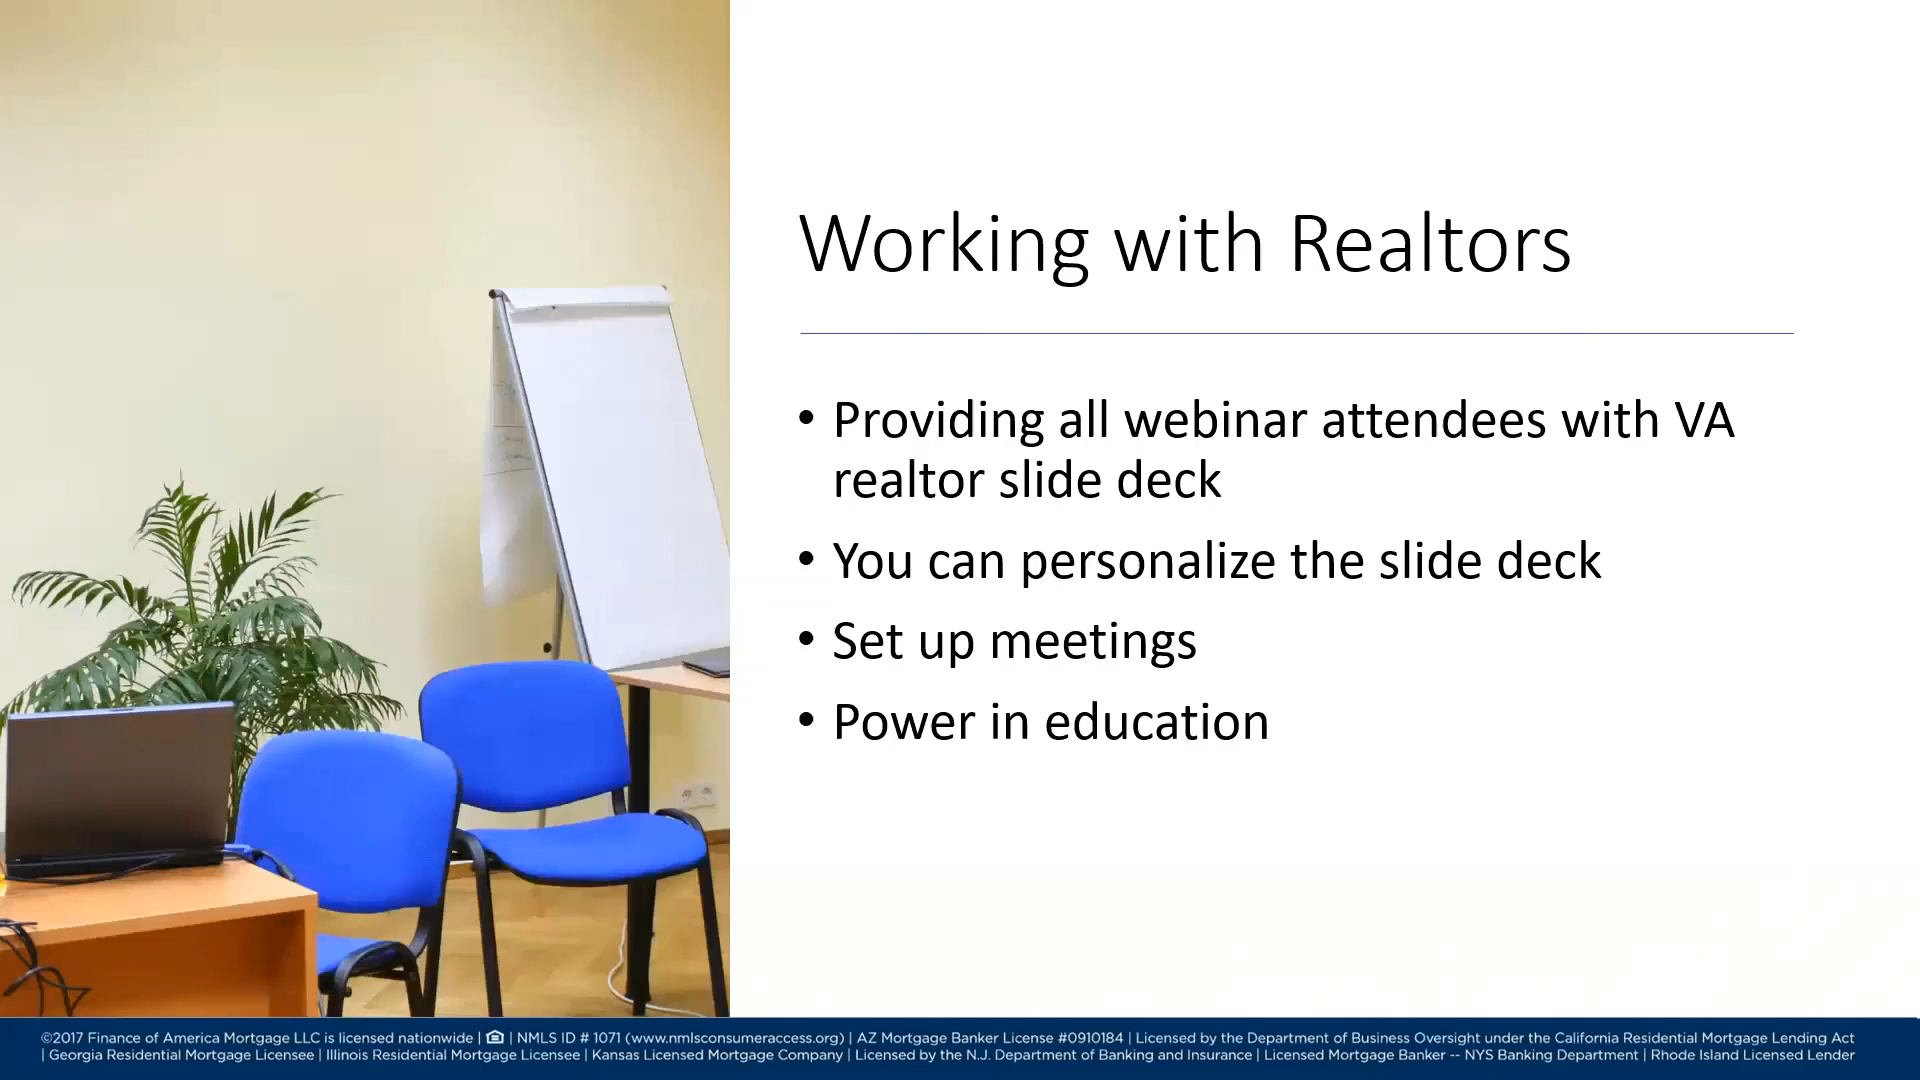 Working with Realtors
• Providing all webinar attendees with VA
realtor slide deck
• You can personalize the slide deck
• Set up meetings
• Power in education
©2017 Finance of America Mortgage LLC is licensed nationwide | | NMLS ID # 1071 (www.nmlsconsumeraccess.org) | AZ Mortgage Banker License #0910184 | Licensed by the Department of Business Oversight under the California Residential Mortgage Lending Act
| Georgia Residential Mortgage Licensee | Illinois Residential Mortgage Licensee | Kansas Licensed Mortgage Company | Licensed by the N.J. Department of Banking and Insurance | Licensed Mortgage Banker -- NYS Banking Department | Rhode Island Licensed Lender